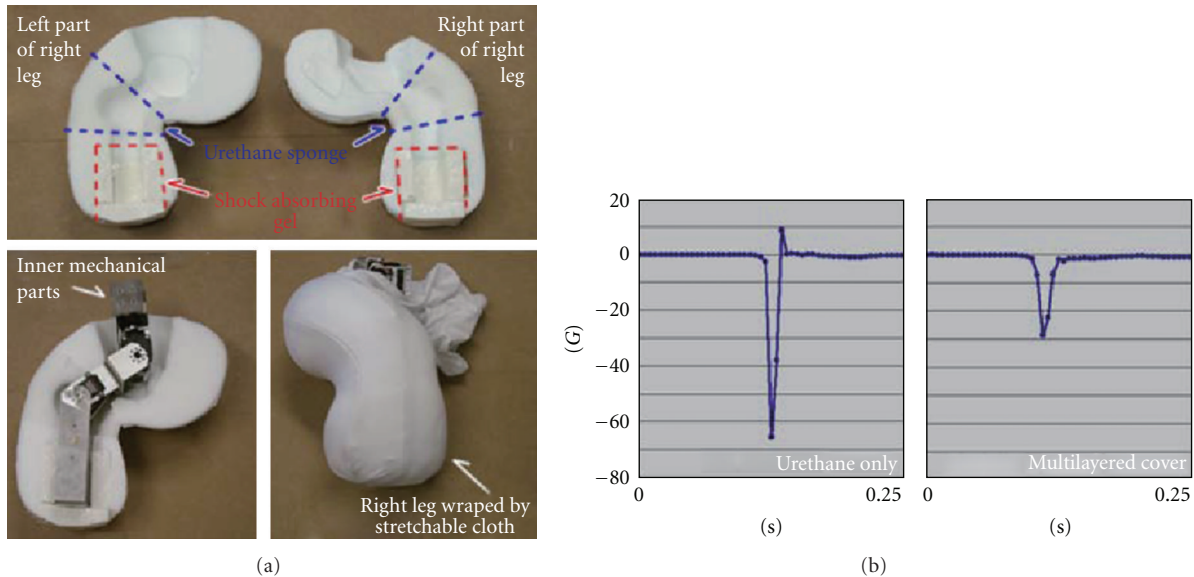 Left part
of right
leg
Right part
of right
leg
Urethane sponge
Shock absorbing
gel
Inner mechanical
parts
Right leg wraped by
stretchable cloth
(a)
20
0
−20
−40
−60
−80
(G)
Urethane only
0
0.25
(s)
Multilayered cover
0
0.25
(s)
(b)